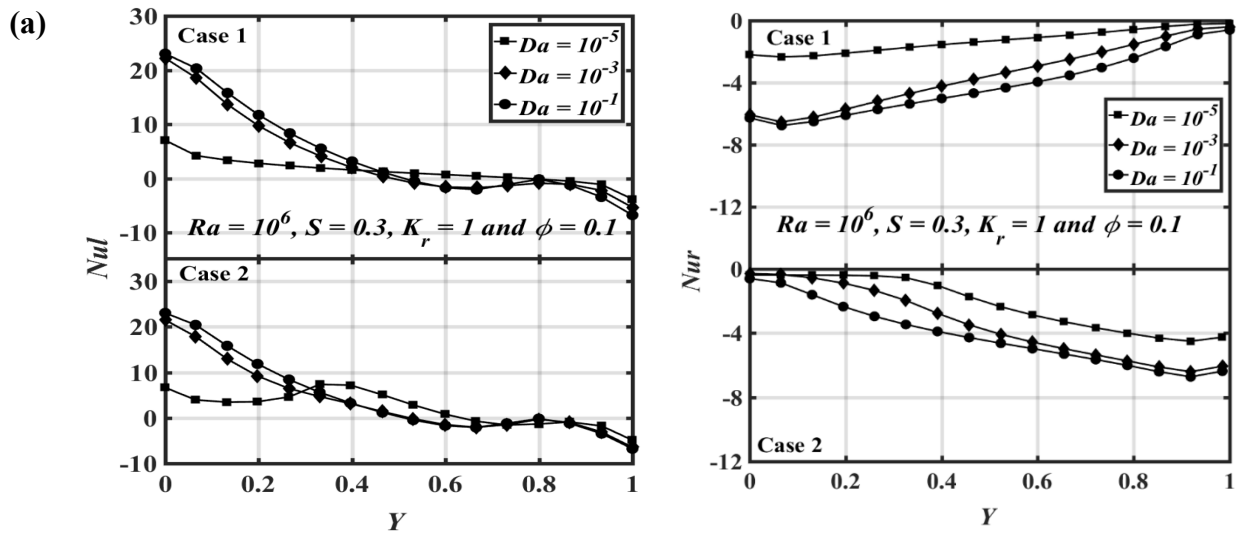 (a)
30
20
10
0
-10
Case 1
Da = 10^-5
Da = 10^-3
Da = 10^-1
Ra = 10^6, S = 0.3, K_r = 1 and ϕ = 0.1
Nul
Case 2
30
20
10
0
-10
0 0.2 0.4 0.6 0.8 1
Y
0
-4
-8
-12
Case 1
Da = 10^-5
Da = 10^-3
Da = 10^-1
Ra = 10^6, S = 0.3, K_r = 1 and ϕ = 0.1
Nur
0
-4
-8
-12
Case 2
0 0.2 0.4 0.6 0.8 1
Y